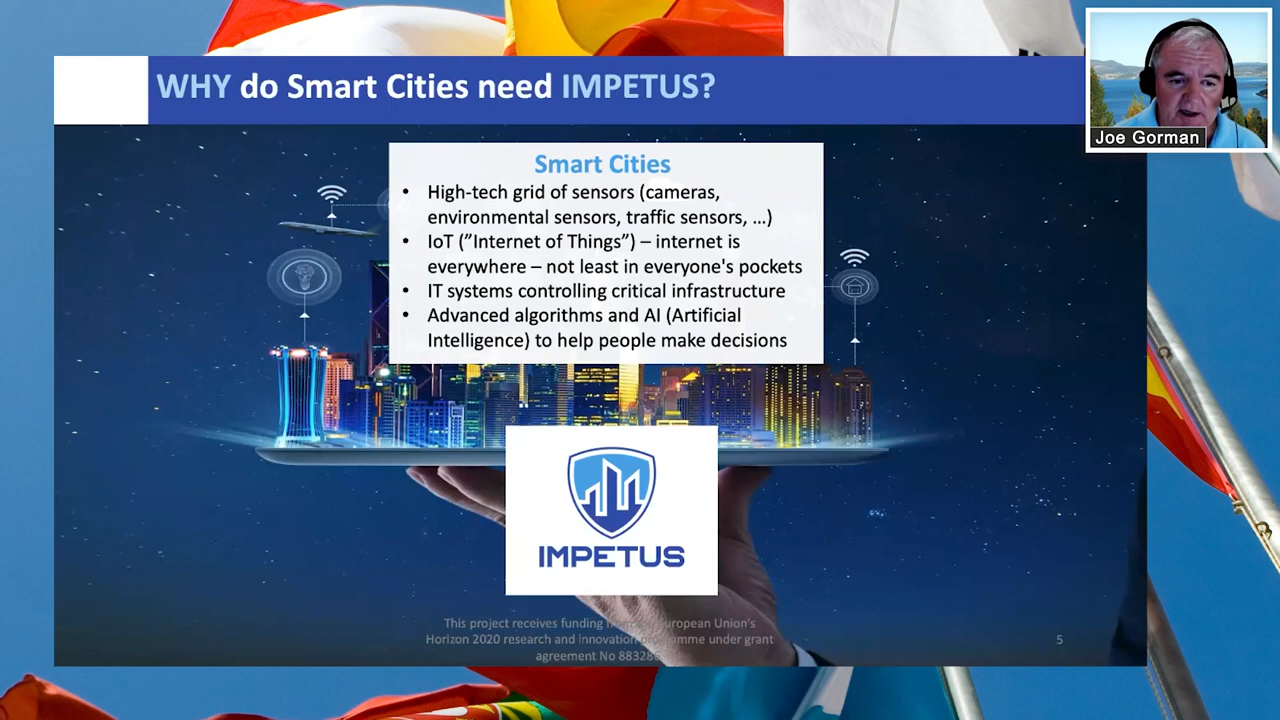 WHY do Smart Cities need IMPETUS?
Joe Gorman
Smart Cities
• High-tech grid of sensors (cameras,
environmental sensors, traffic sensors, …)
• IoT (”Internet of Things”) – internet is
everywhere – not least in everyone's pockets
• IT systems controlling critical infrastructure
• Advanced algorithms and AI (Artificial
Intelligence) to help people make decisions
IMPETUS
This project receives funding European Union’s
Horizon 2020 research and innovation programme under grant
agreement No
5